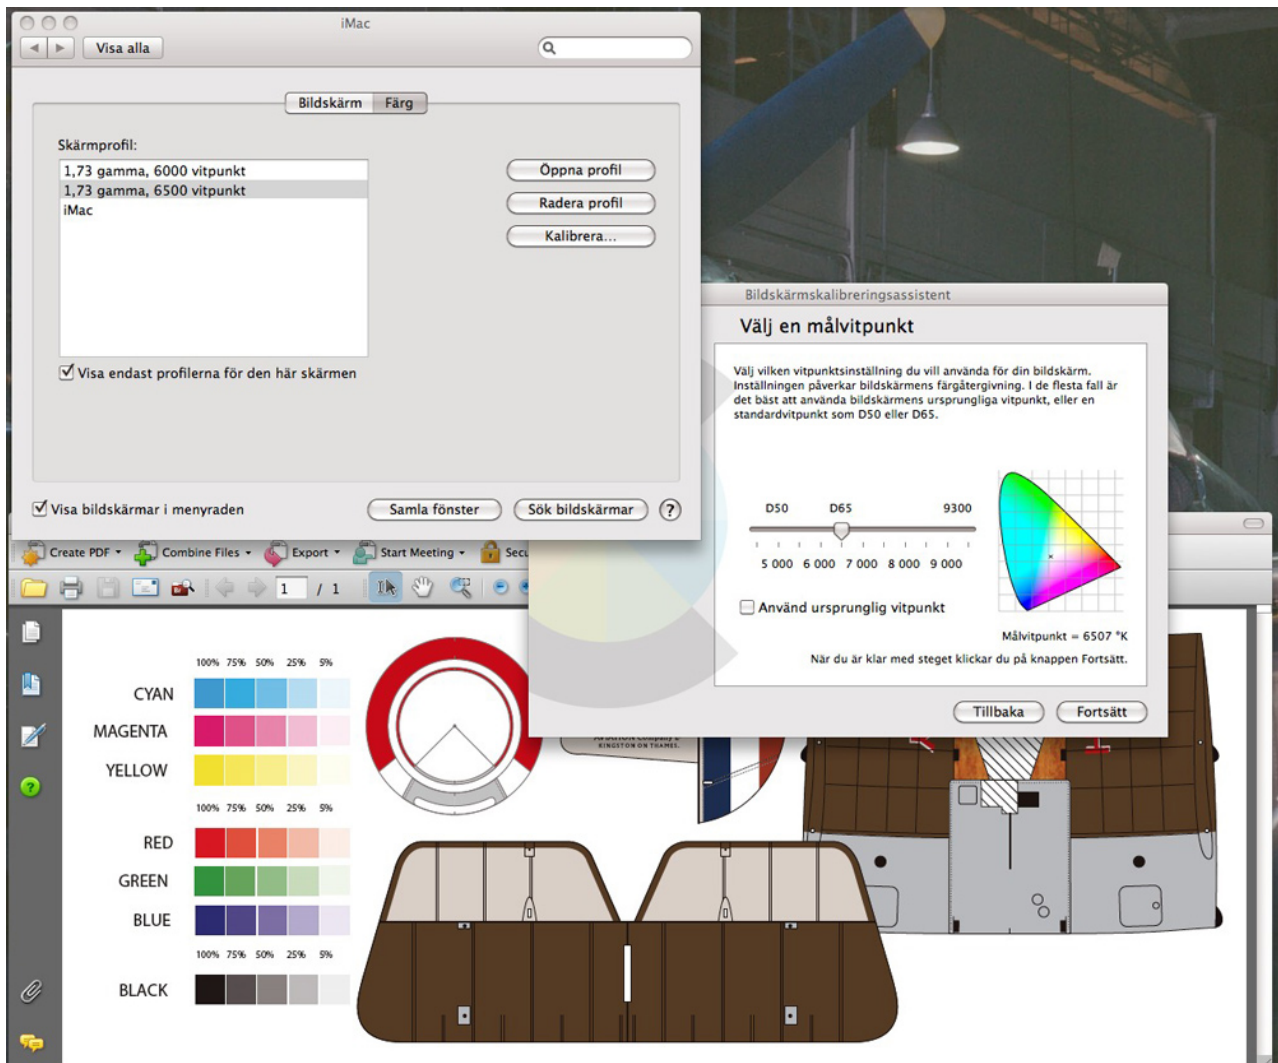 iMac
Visa alla
Bildskärm Färg
Skärmprofil:
1,73 gamma, 6000 vitpunkt
1,73 gamma, 6500 vitpunkt
iMac
Öppna profil
Radera profil
Kalibrera...
Visa endast profilerna för den här skärmen
Visa bildskärmar i menyraden
Samla fönster
Sök bildskärmar
?
Bildskärmskalibreringsassistent
Välj en målvitpunkt
Välj vilken vitpunktsinställning du vill använda för din bildskärm.
Inställningen påverkar bildskärmens färgåtergivning. I de flesta fall är
det bäst att använda bildskärmens ursprungliga vitpunkt, eller en
standardvitpunkt som D50 eller D65.
D50 D65 9300
5 000 6 000 7 000 8 000 9 000
Använd ursprunglig vitpunkt
Målvitpunkt = 6507 °K
När du är klar med steget klickar du på knappen Fortsätt.
Tillbaka
Fortsätt
Create PDF
Combine Files
Export
Start Meeting
Secu
1 / 1
100% 75% 50% 25% 5%
CYAN
MAGENTA
YELLOW
100% 75% 50% 25% 5%
RED
GREEN
BLUE
100% 75% 50% 25% 5%
BLACK
AVIATION Company &
KINGSTON ON THAMES.